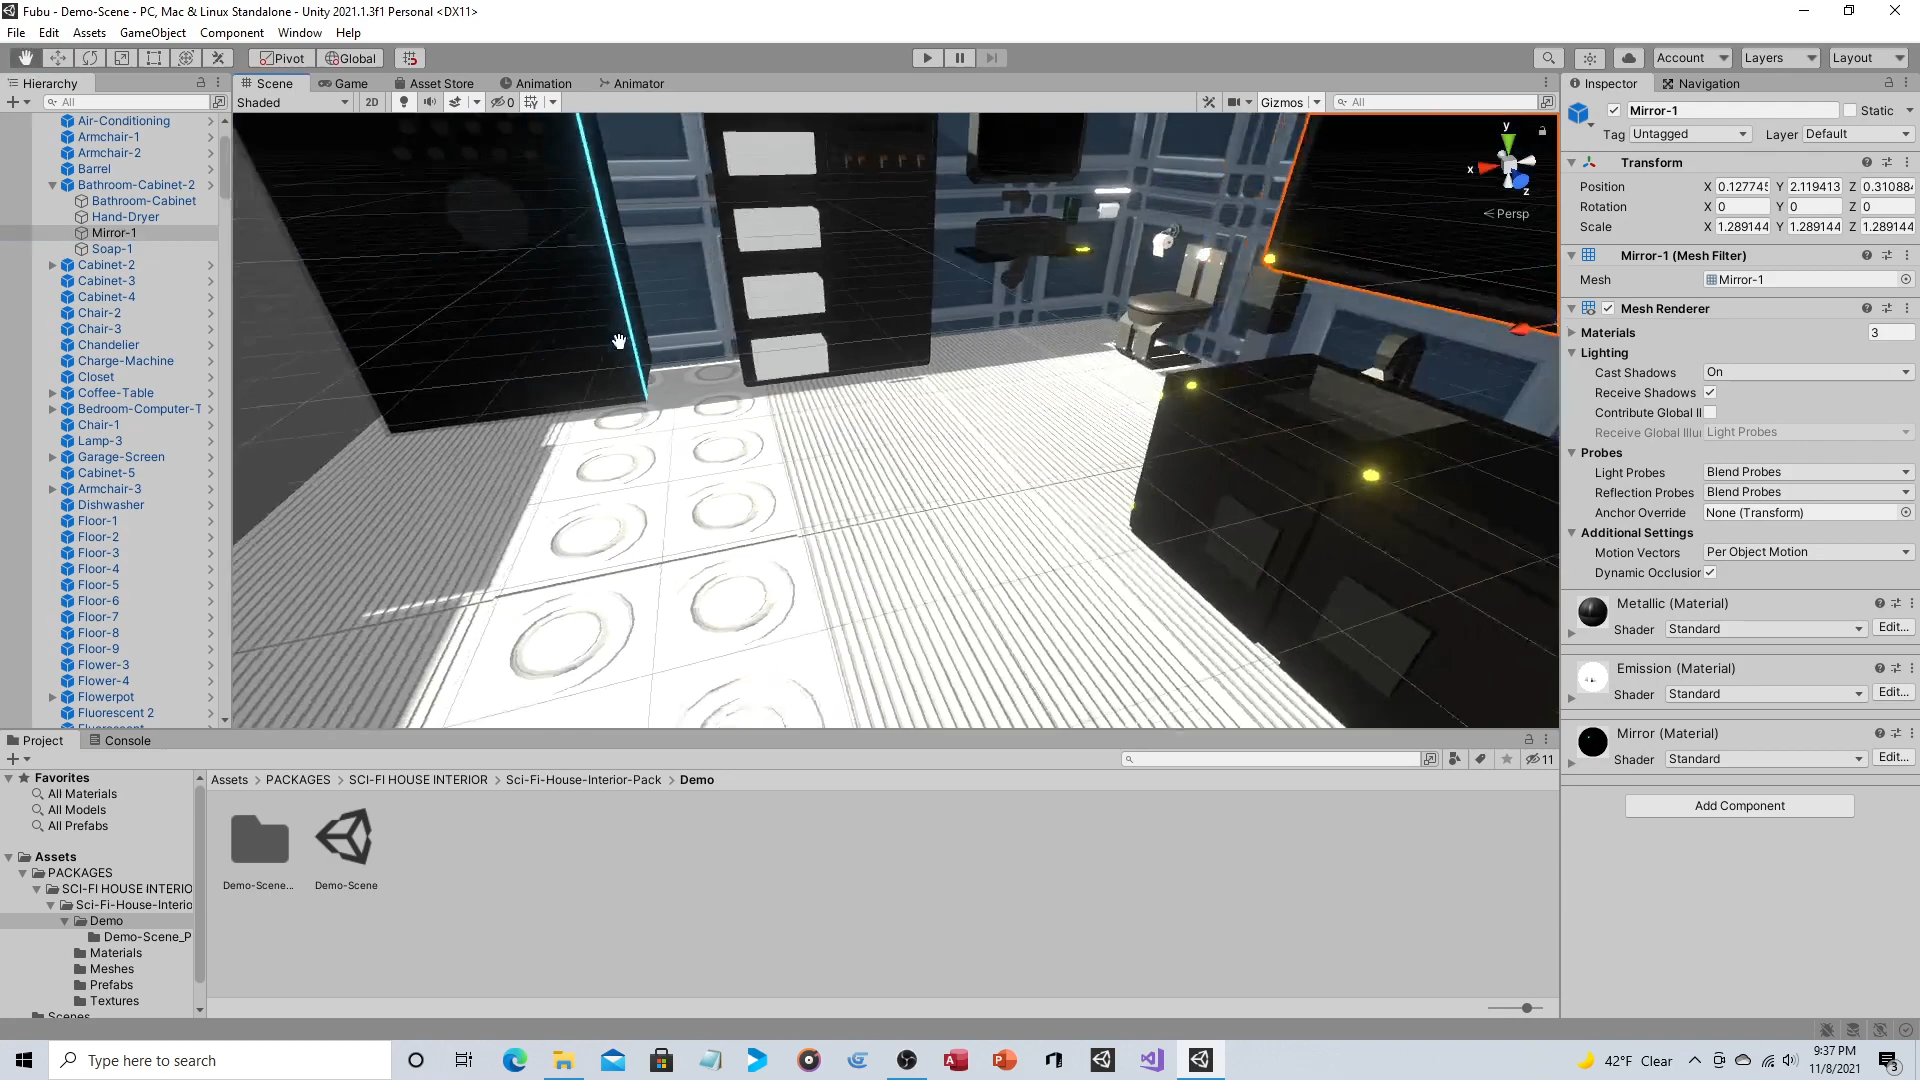 Fubu - Demo-Scene - PC, Mac & Linux Standalone - Unity 2021.1.3f1 Personal <DX11>
File Edit Assets GameObject Component Window Help
Pivot Global Account Layers Layout
Hierarchy
All
Air-Conditioning
Armchair-1
Armchair-2
Barrel
Bathroom-Cabinet-2
Bathroom-Cabinet
Hand-Dryer
Mirror-1
Soap-1
Cabinet-2
Cabinet-3
Cabinet-4
Chair-2
Chair-3
Chandelier
Charge-Machine
Closet
Coffee-Table
Bedroom-Computer-T
Chair-1
Lamp-3
Garage-Screen
Cabinet-5
Armchair-3
Dishwasher
Floor-1
Floor-2
Floor-3
Floor-4
Floor-5
Floor-6
Floor-7
Floor-8
Floor-9
Flower-3
Flower-4
Flowerpot
Fluorescent 2
Scene Game Asset Store Animation Animator
Shaded 2D 0 Gizmos All
y
x
z
Persp
Inspector Navigation
Mirror-1 Static
Tag Untagged Layer Default
Transform
Position X 0.127745 Y 2.119413 Z 0.310884
Rotation X 0 Y 0 Z 0
Scale X 1.289144 Y 1.289144 Z 1.289144
Mirror-1 (Mesh Filter)
Mesh Mirror-1
Mesh Renderer
Materials 3
Lighting
Cast Shadows On
Receive Shadows
Contribute Global Il
Receive Global Illu Light Probes
Probes
Light Probes Blend Probes
Reflection Probes Blend Probes
Anchor Override None (Transform)
Additional Settings
Motion Vectors Per Object Motion
Dynamic Occlusion
Metallic (Material)
Shader Standard Edit...
Emission (Material)
Shader Standard Edit...
Mirror (Material)
Shader Standard Edit...
Add Component
Project Console
11
Favorites
All Materials
All Models
All Prefabs
Assets
PACKAGES
SCI-FI HOUSE INTERIO
Sci-Fi-House-Interio
Demo
Demo-Scene_P
Materials
Meshes
Prefabs
Textures
Scenes
Assets > PACKAGES > SCI-FI HOUSE INTERIOR > Sci-Fi-House-Interior-Pack > Demo
Demo-Scene...
Demo-Scene
Type here to search
42°F Clear
9:37 PM
11/8/2021
3